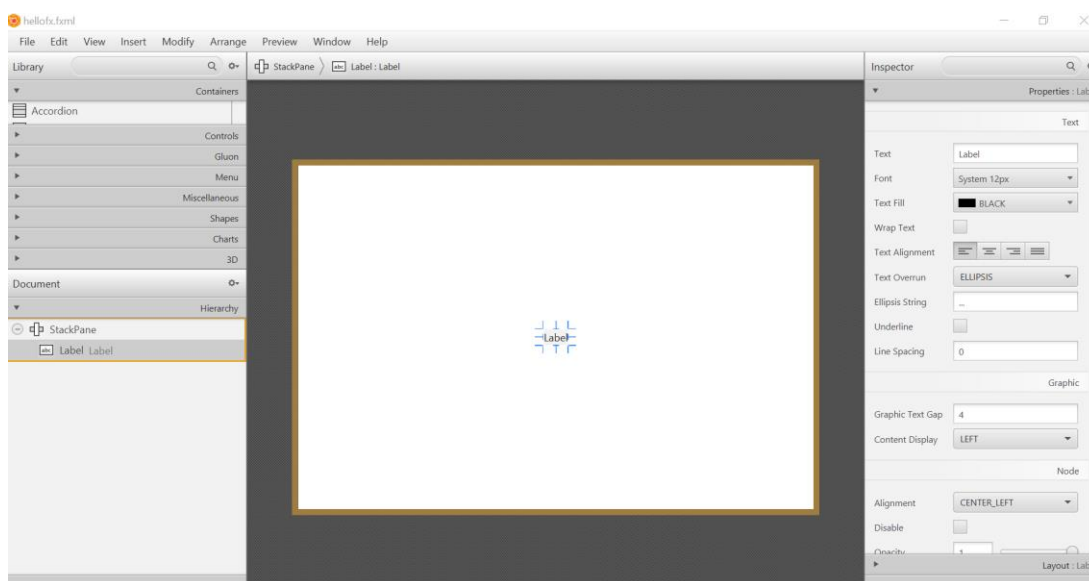 hellofx.fxml
File Edit View Insert Modify Arrange Preview Window Help
Library
Containers
Accordion
Controls
Gluon
Menu
Miscellaneous
Shapes
Charts
3D
Document
Hierarchy
StackPane
abc Label Label
StackPane abc Label : Label
Label
Inspector
Properties : Lab
Text
Text Label
Font System 12px
Text Fill BLACK
Wrap Text
Text Alignment
Text Overrun ELLIPSIS
Ellipsis String ...
Underline
Line Spacing 0
Graphic
Graphic Text Gap 4
Content Display LEFT
Node
Alignment CENTER_LEFT
Disable
Opacity 1
Layout : Lab